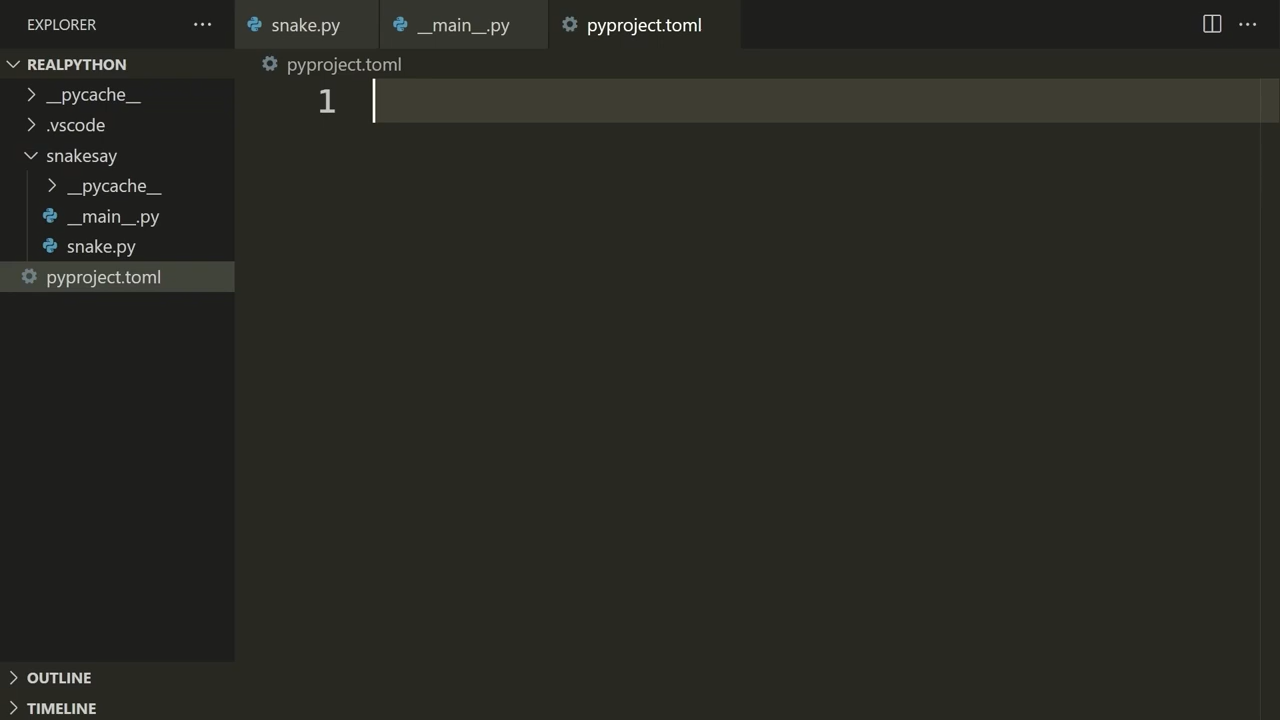 EXPLORER
snake.py
__main__.py
pyproject.toml
REALPYTHON
pyproject.toml
__pycache__
1
.vscode
snakesay
__pycache__
__main__.py
snake.py
pyproject.toml
OUTLINE
TIMELINE